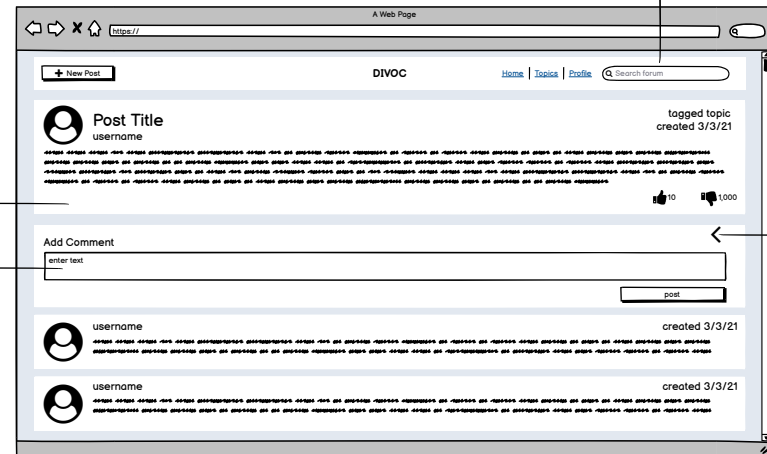 A Web Page
https://
+ New Post
DIVOC
Home | Topics | Profile
Search forum
Post Title
username
tagged topic
created 3/3/21
10
1,000
Add Comment
enter text
post
username
created 3/3/21
username
created 3/3/21